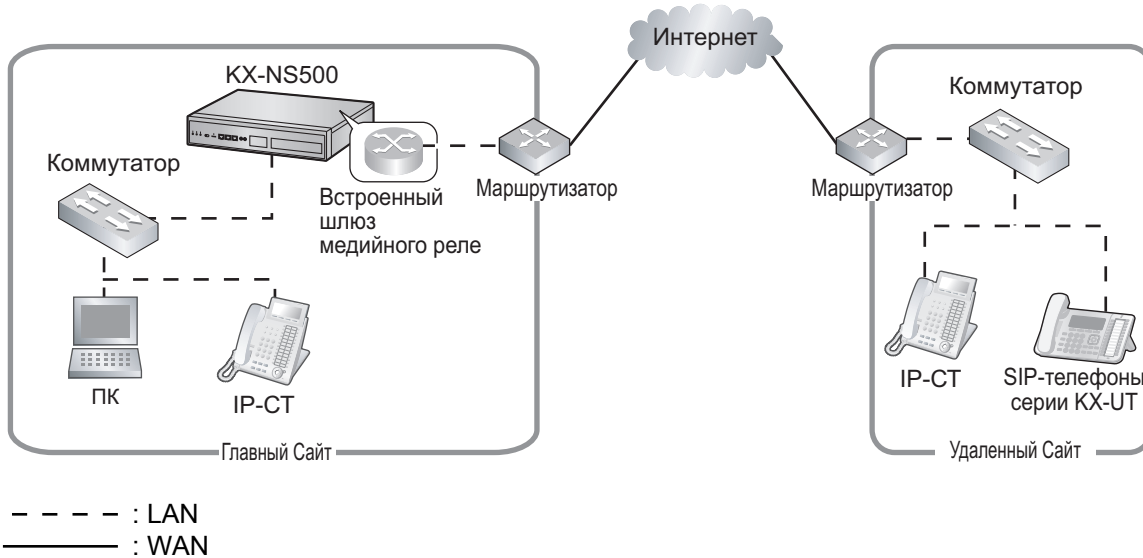 Интернет
KX-NS500
Коммутатор
Коммутатор
Встроенный
шлюз
медийного реле
Маршрутизатор
Маршрутизатор
ПК
IP-CT
IP-CT
SIP-телефоны
серии KX-UT
Главный Сайт
Удаленный Сайт
: LAN
: WAN